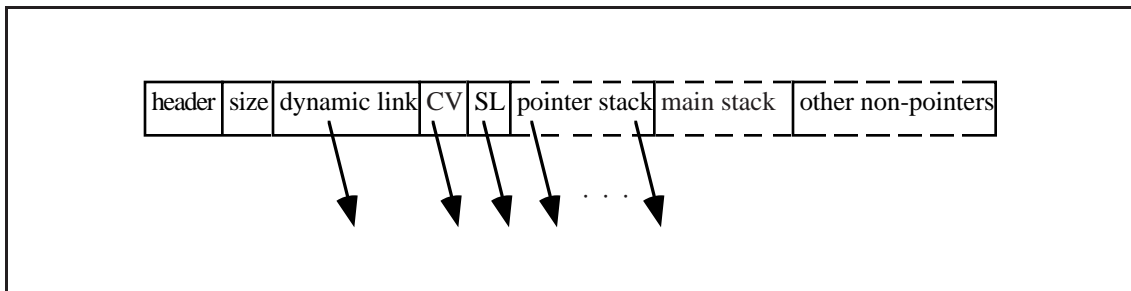 header size dynamic link CV SL pointer stack main stack other non-pointers
. . .